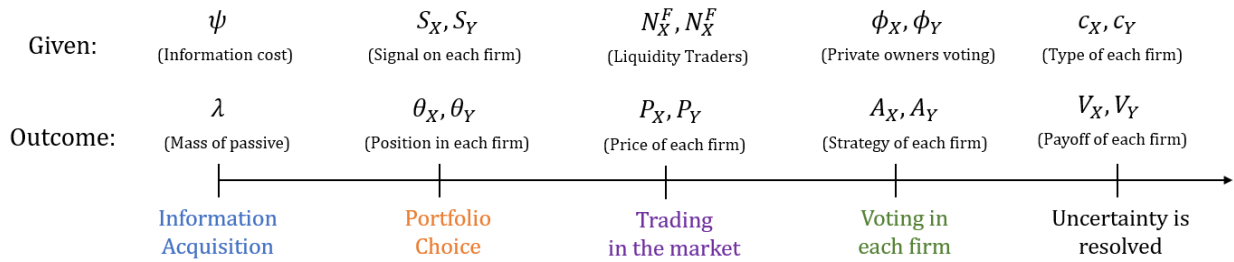 Given: ψ S_X, S_Y N_X^F, N_X^F ϕ_X, ϕ_Y c_X, c_Y
(Information cost) (Signal on each firm) (Liquidity Traders) (Private owners voting) (Type of each firm)
Outcome: λ θ_X, θ_Y P_X, P_Y A_X, A_Y V_X, V_Y
(Mass of passive) (Position in each firm) (Price of each firm) (Strategy of each firm) (Payoff of each firm)
Information Portfolio Trading Voting in Uncertainty is
Acquisition Choice in the market each firm resolved